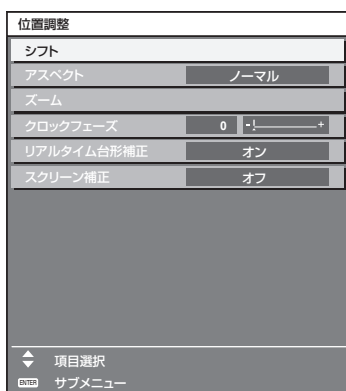 位置調整
シフト
アスペクト ノーマル
ズーム
クロックフェーズ 0 - +
リアルタイム台形補正 オン
スクリーン補正 オフ
項目選択
ENTER サブメニュー